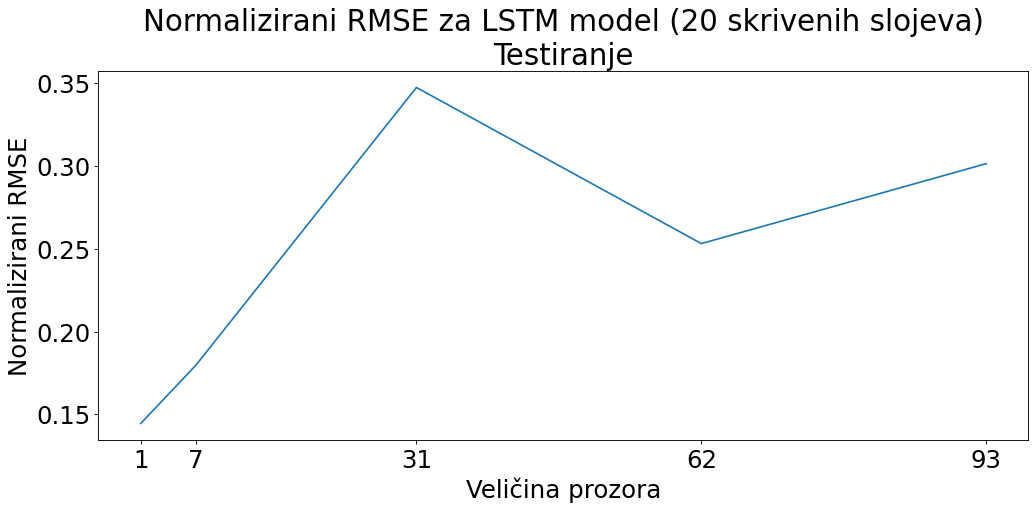 Normalizirani RMSE za LSTM model (20 skrivenih slojeva)
Testiranje
Normalizirani RMSE
0.35
0.30
0.25
0.20
0.15
1 7 31 62 93
Veličina prozora